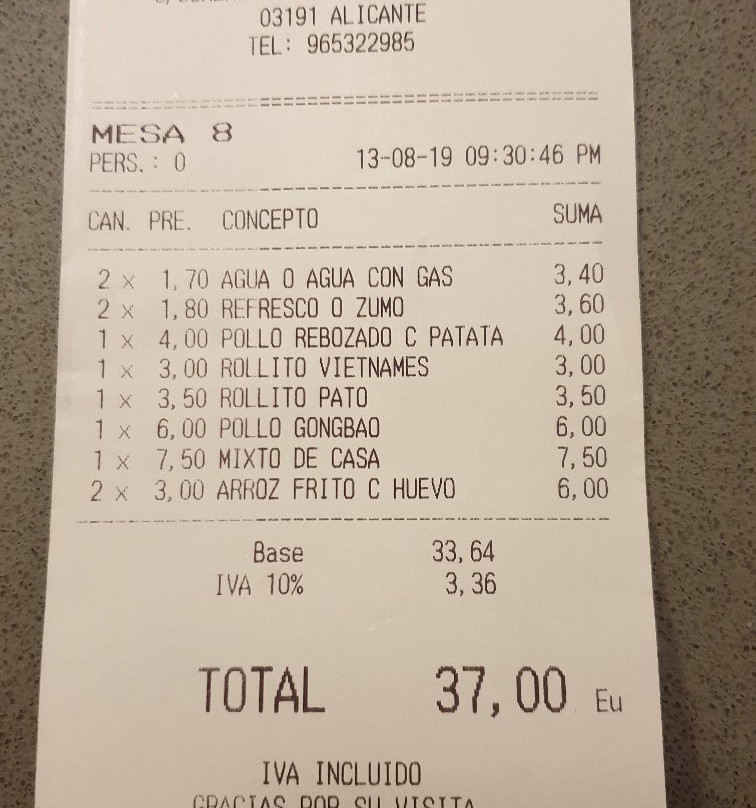 03191 ALICANTE
TEL: 965322985
MESA 8
PERS.: 0 13-08-19 09:30:46 PM
CAN. PRE. CONCEPTO SUMA
2 x 1,70 AGUA O AGUA CON GAS 3,40
2 x 1,80 REFRESCO O ZUMO 3,60
1 x 4,00 POLLO REBOZADO C PATATA 4,00
1 x 3,00 ROLLITO VIETNAMES 3,00
1 x 3,50 ROLLITO PATO 3,50
1 x 6,00 POLLO GONGBAO 6,00
1 x 7,50 MIXTO DE CASA 7,50
2 x 3,00 ARROZ FRITO C HUEVO 6,00
Base 33,64
IVA 10% 3,36
TOTAL 37,00 Eu
IVA INCLUIDO
GRACIAS POR SU VISITA